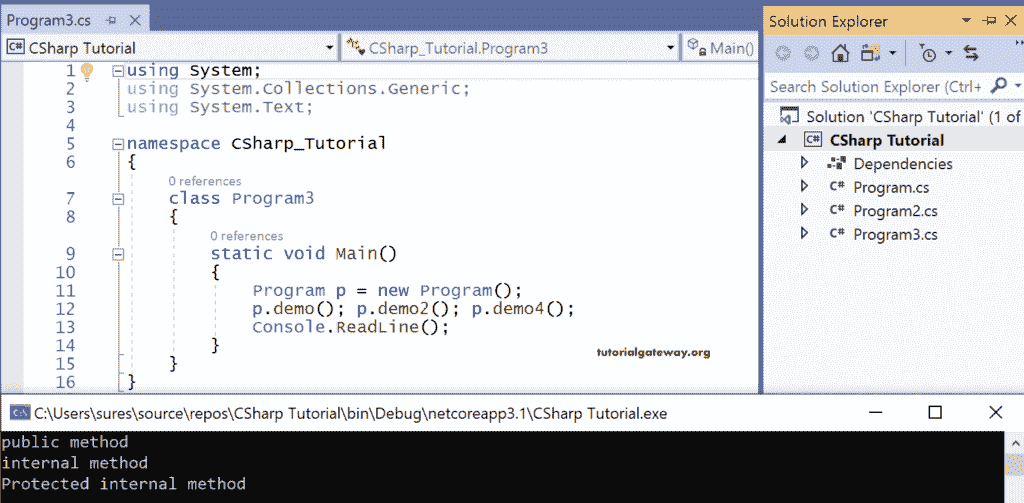 Program3.cs
CSharp Tutorial
CSharp_Tutorial.Program3
Main()
1 using System;
2 using System.Collections.Generic;
3 using System.Text;
4
5 namespace CSharp_Tutorial
6 {
0 references
7 class Program3
8 {
0 references
9 static void Main()
10 {
11 Program p = new Program();
12 p.demo(); p.demo2(); p.demo4();
13 Console.ReadLine();
14 }
15 }
16 }
tutorialgateway.org
Solution Explorer
Search Solution Explorer (Ctrl+
Solution 'CSharp Tutorial' (1 of
C# CSharp Tutorial
Dependencies
C# Program.cs
C# Program2.cs
C# Program3.cs
C:\Users\sures\source\repos\CSharp Tutorial\bin\Debug\netcoreapp3.1\CSharp Tutorial.exe
public method
internal method
Protected internal method